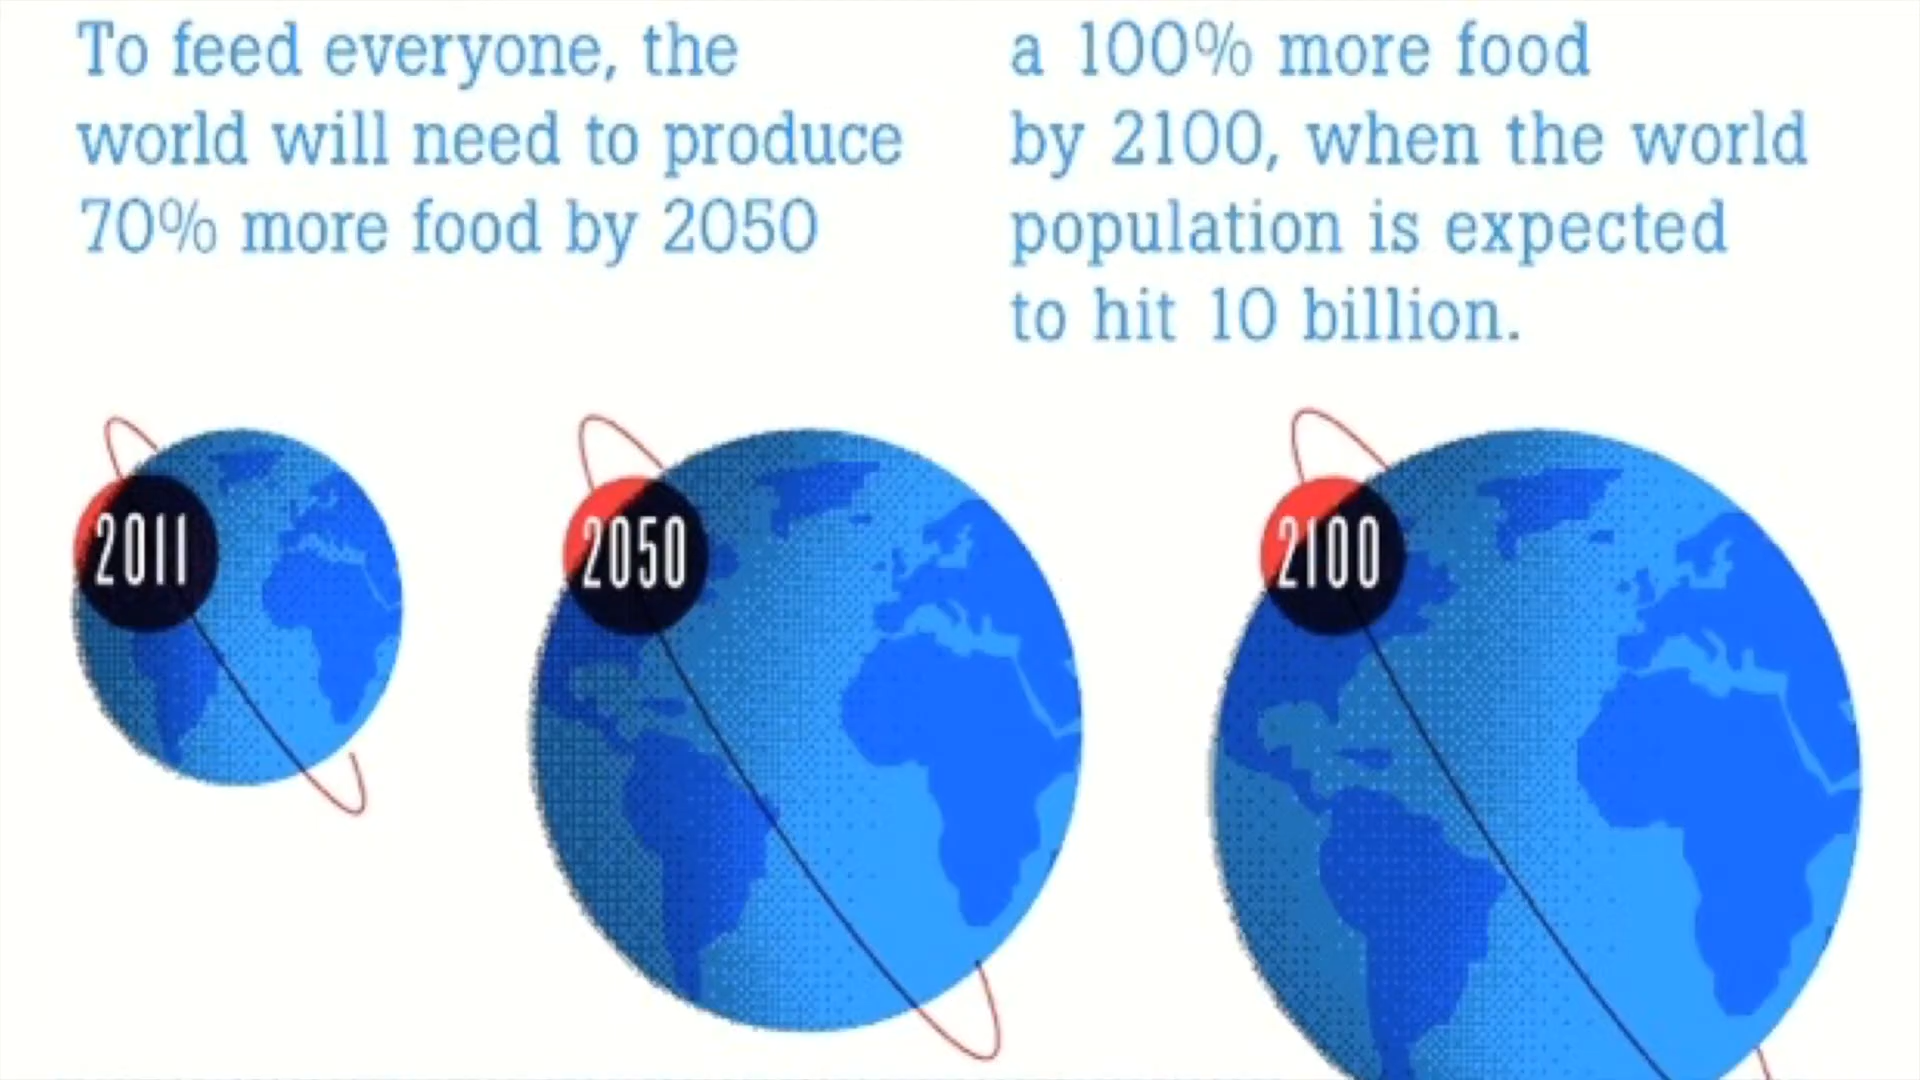 To feed everyone, the
world will need to produce
70% more food by 2050
a 100% more food
by 2100, when the world
population is expected
to hit 10 billion.
2011
2050
2100